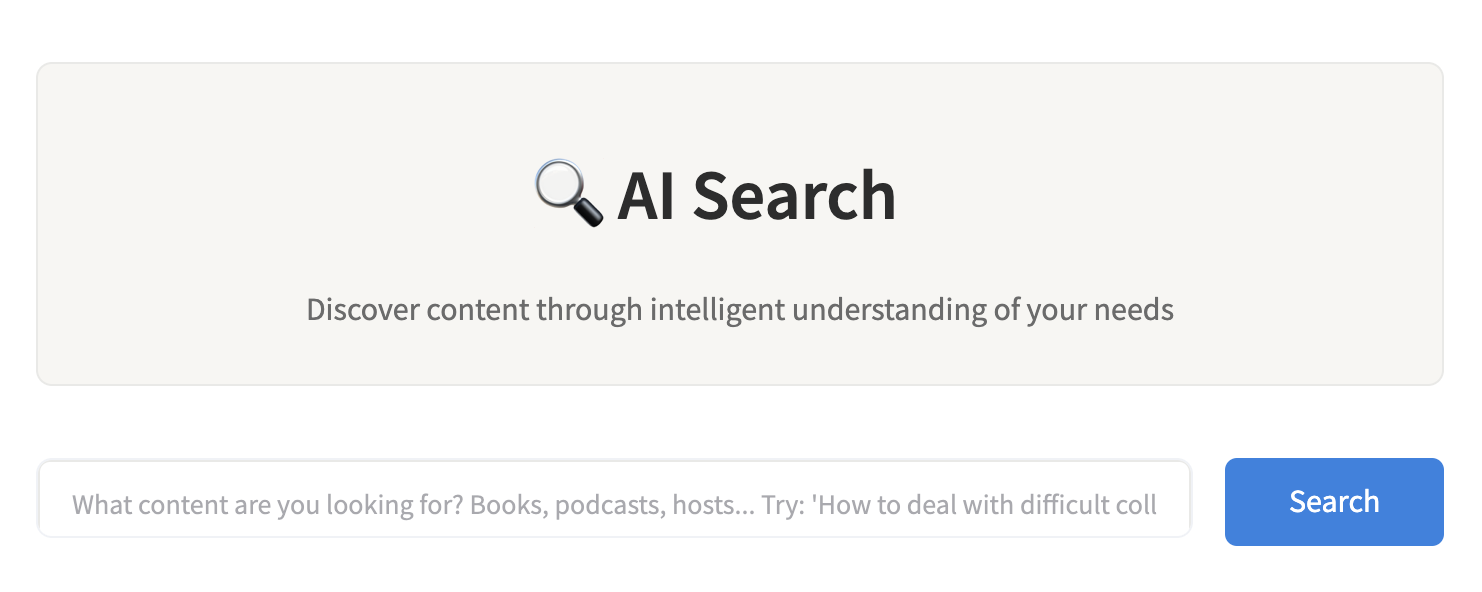 🔍 AI Search
Discover content through intelligent understanding of your needs
What content are you looking for? Books, podcasts, hosts... Try: 'How to deal with difficult coll
Search